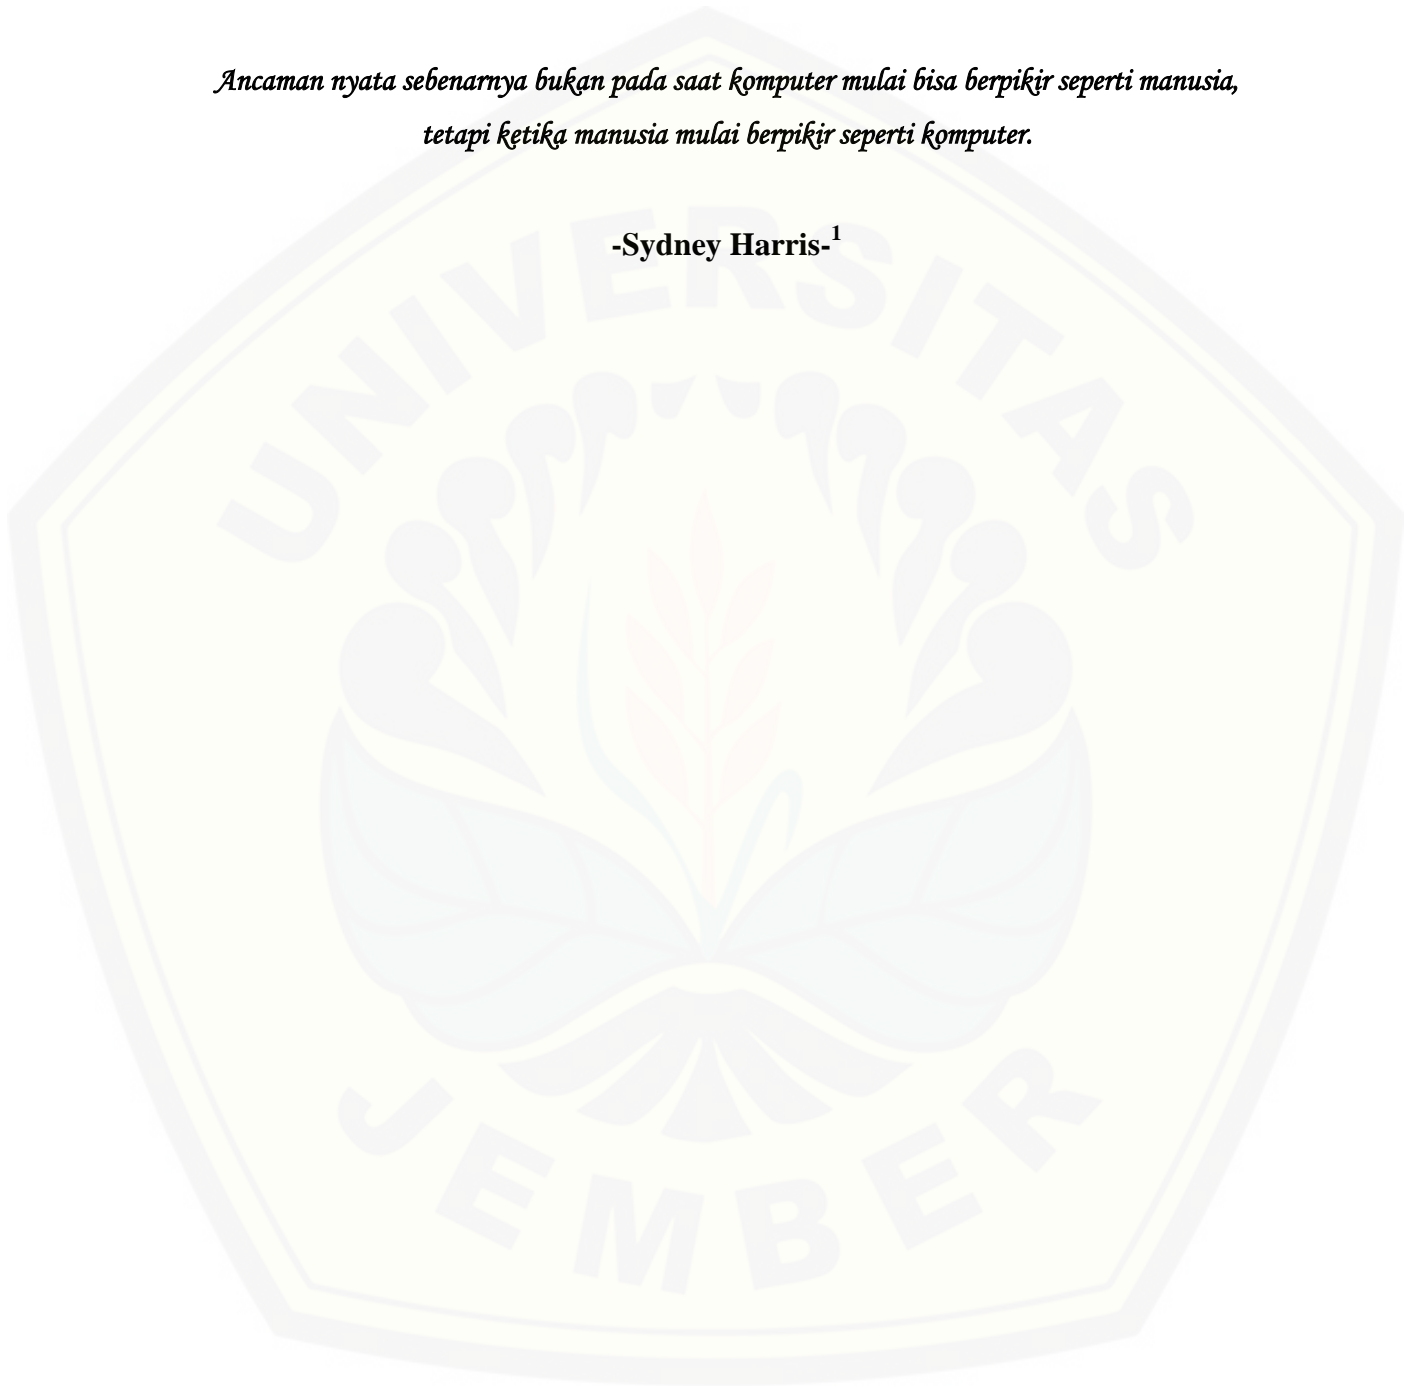 Ancaman nyata sebenarnya bukan pada saat komputer mulai bisa berpikir seperti manusia,
tetapi ketika manusia mulai berpikir seperti komputer.
-Sydney Harris-¹
UNIVERSITAS
JEMBER